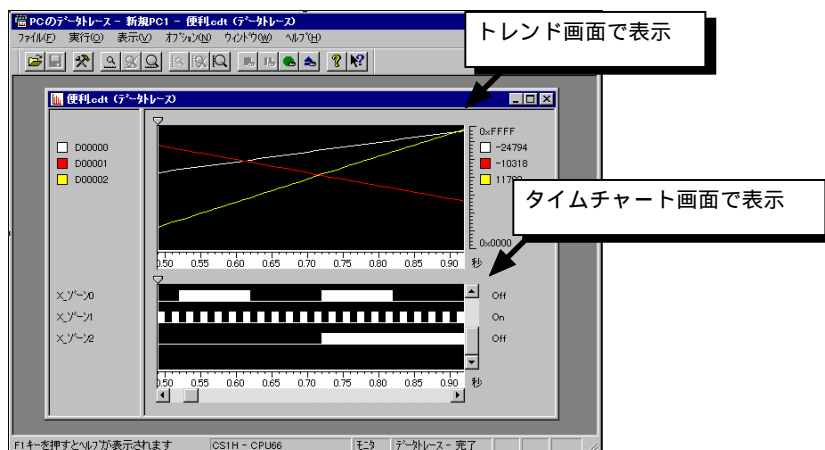 PCのデータトレース - 新規PC1 - 便利.cdt (データトレース)
ファイル(F) 実行(O) 表示(V) オプション(N) ウィンドウ(W) ヘルプ(H)
トレンド画面で表示
便利.cdt (データトレース)
D00000
D00001
D00002
0xFFFF
-24794
-10318
0x0000
0.50 0.55 0.60 0.65 0.70 0.75 0.80 0.85 0.90 秒
タイムチャート画面で表示
X_ゾーン0 Off
X_ゾーン1 On
X_ゾーン2 Off
0.50 0.55 0.60 0.65 0.70 0.75 0.80 0.85 0.90 秒
F1キーを押すとヘルプが表示されます CS1H - CPU66 モニタ データトレース - 完了